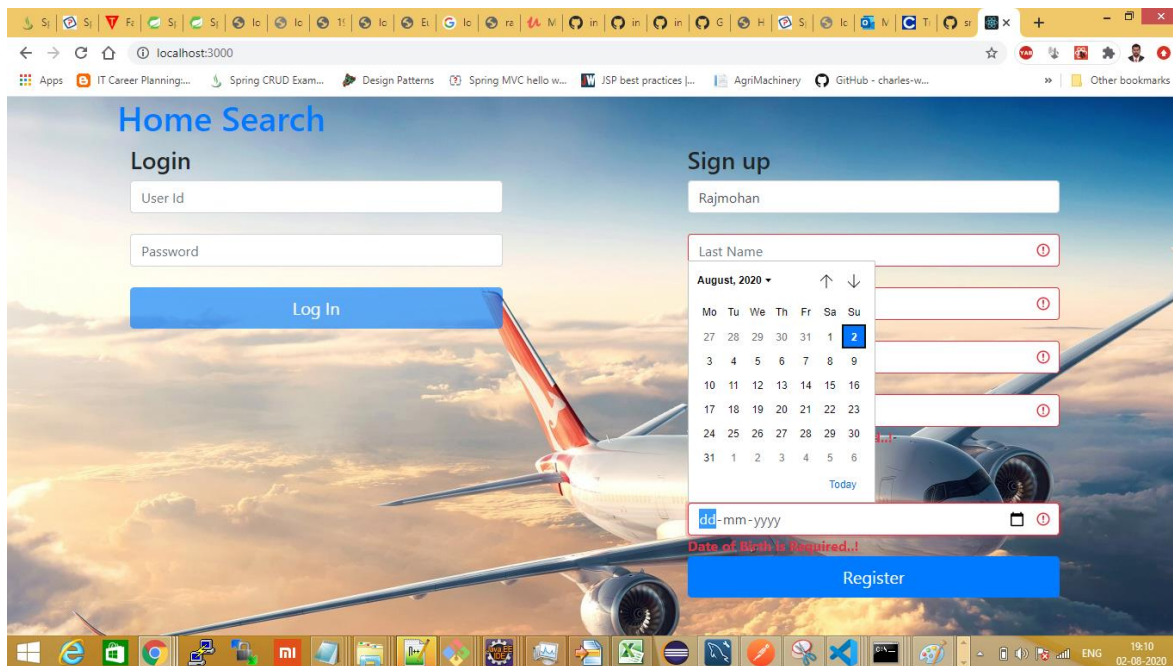 localhost:3000
Apps IT Career Planning:... Spring CRUD Exam... Design Patterns Spring MVC hello w... JSP best practices |... AgriMachinery GitHub - charles-w... » Other bookmarks
Home Search
Login
User Id
Password
Log In
Sign up
Rajmohan
Last Name
August, 2020
Mo Tu We Th Fr Sa Su
27 28 29 30 31 1 2
3 4 5 6 7 8 9
10 11 12 13 14 15 16
17 18 19 20 21 22 23
24 25 26 27 28 29 30
31 1 2 3 4 5 6
Today
dd-mm-yyyy
Date of Birth is Required..!
Register
ENG
19:10
02-08-2020